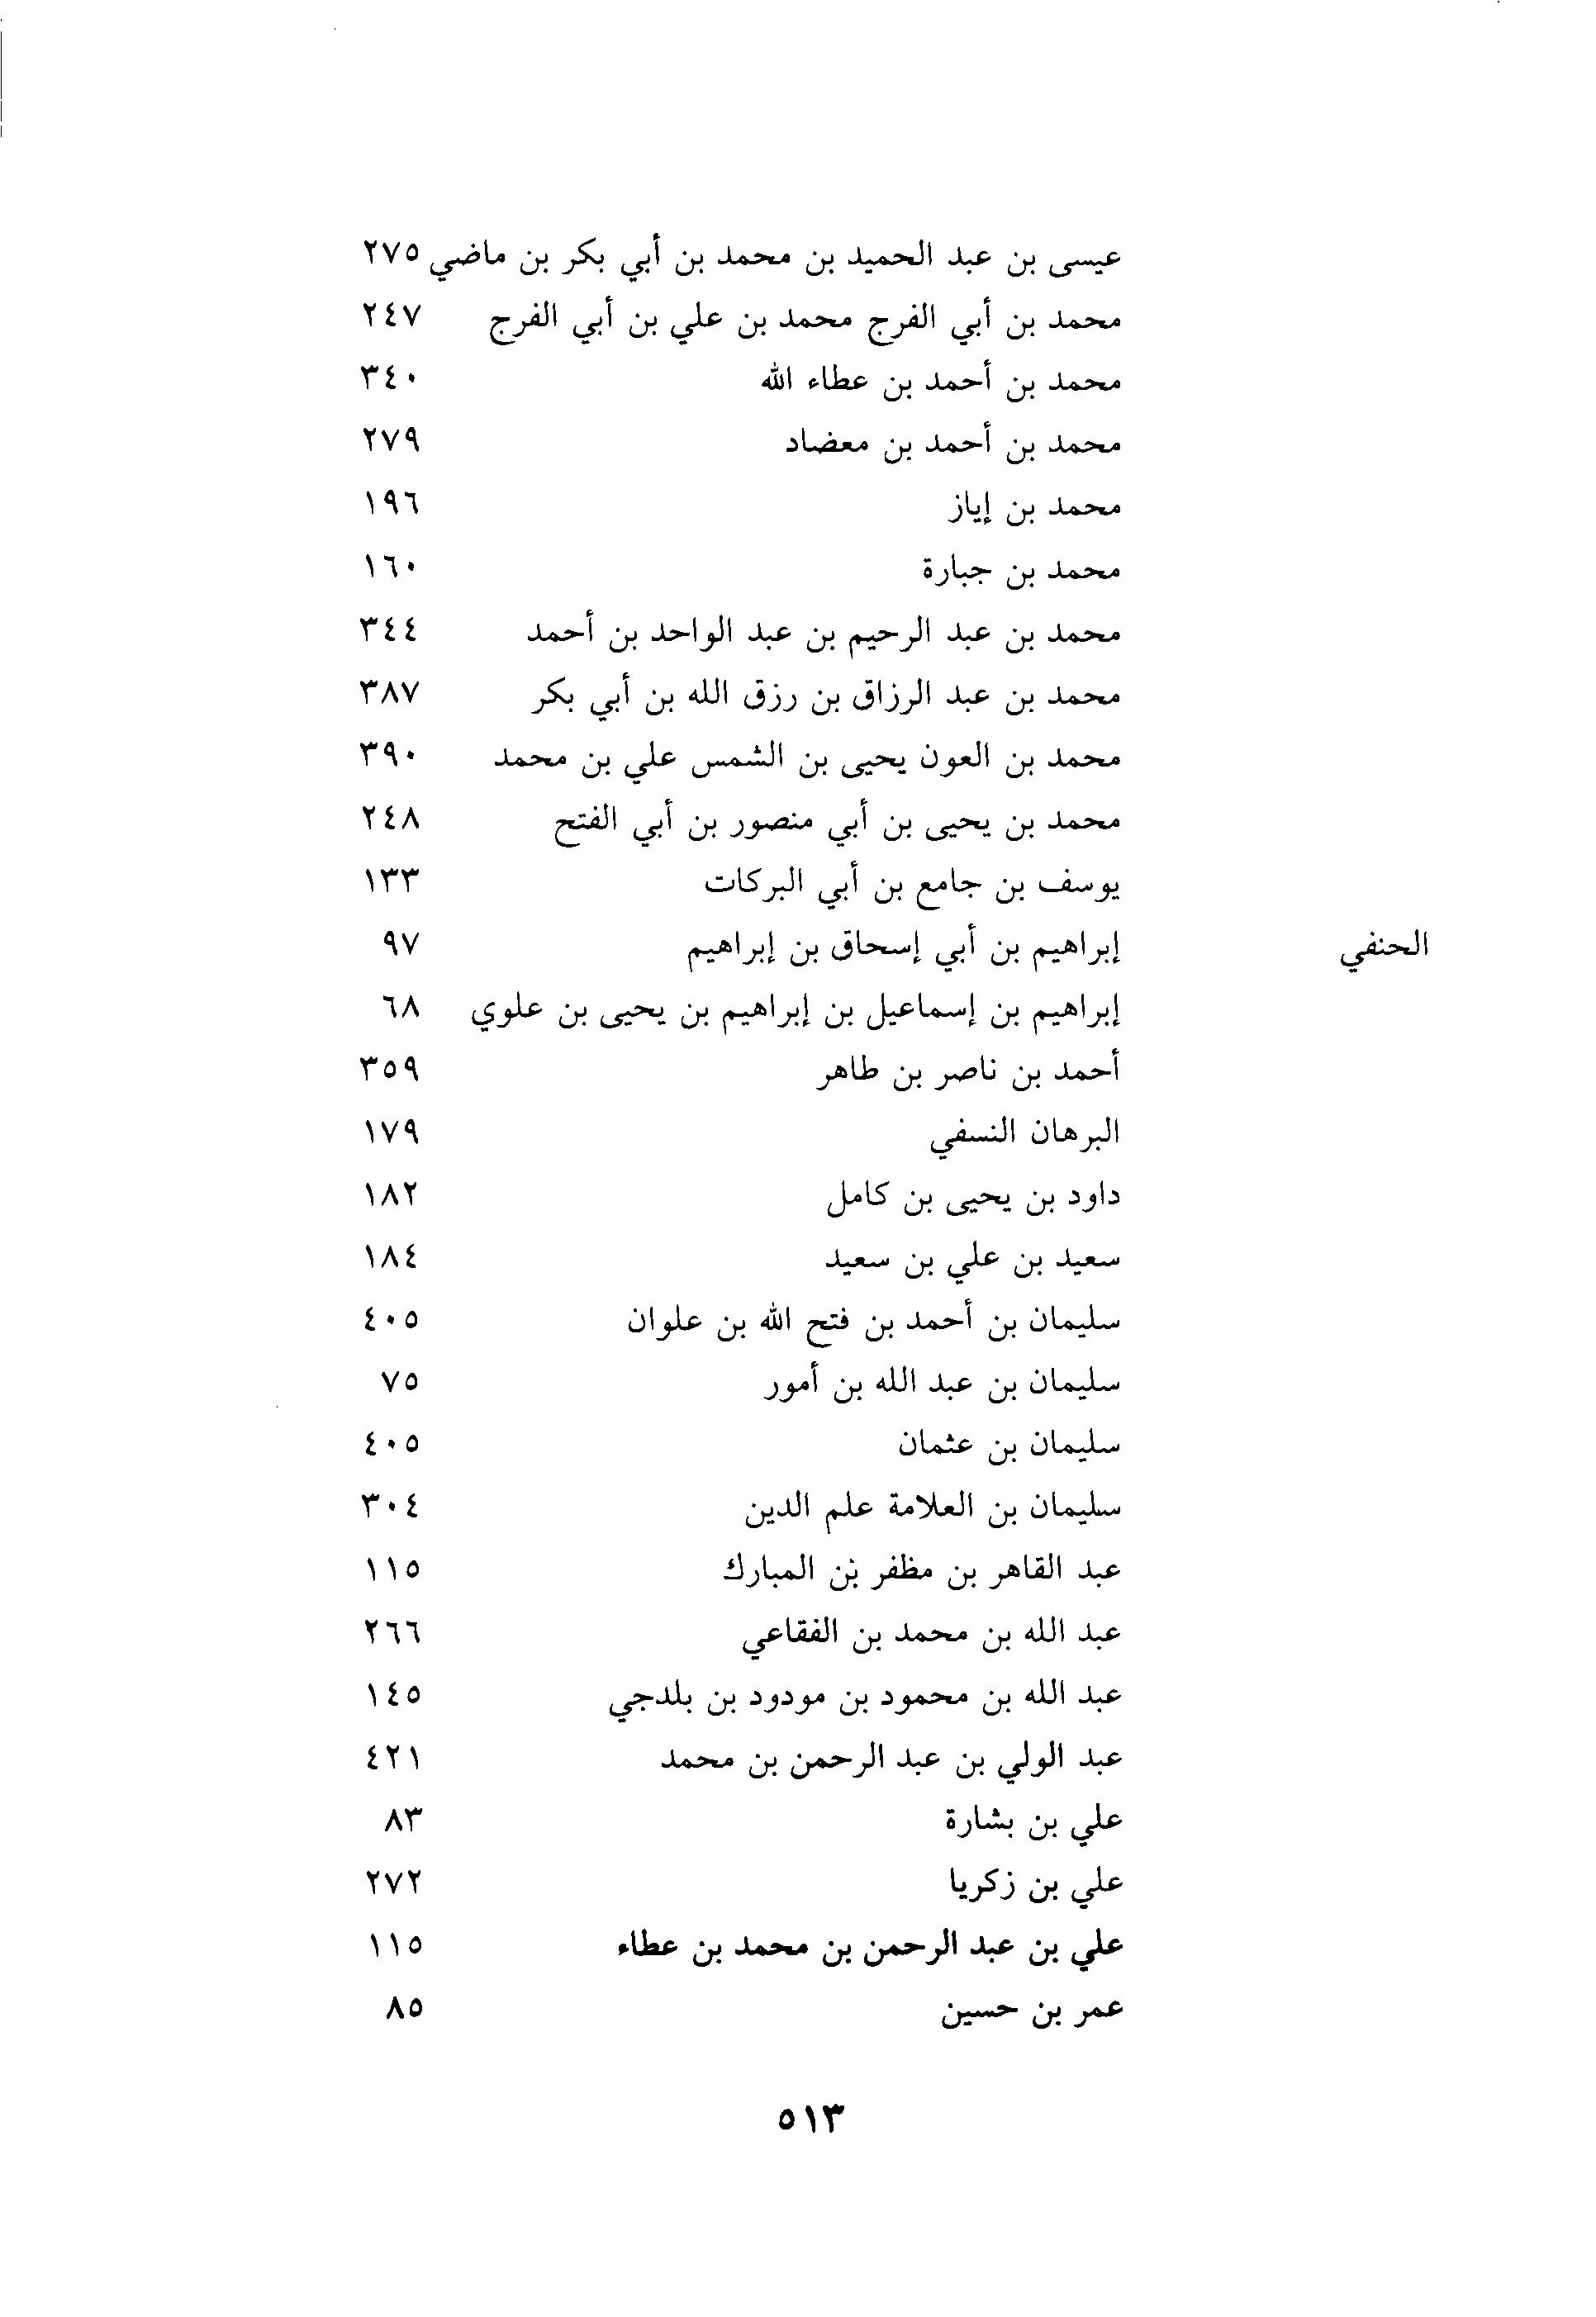 عيسى بن عبد الحميد بن محمد بن أبي بكر بن ماضي ٢٧٥
محمد بن أبي الفرج محمد بن علي بن أبي الفرج ٢٤٧
محمد بن أحمد بن عطاء الله ٣٤٠
محمد بن أحمد بن معضاد ٢٧٩
محمد بن إياز ١٩٦
محمد بن جبارة ١٦٠
محمد بن عبد الرحيم بن عبد الواحد بن أحمد ٣٤٤
محمد بن عبد الرزاق بن رزق الله بن أبي بكر ٣٨٧
محمد بن العون يحيى بن الشمس علي بن محمد ٣٩٠
محمد بن يحيى بن أبي منصور بن أبي الفتح ٢٤٨
يوسف بن جامع بن أبي البركات ١٣٣
الحنفي إبراهيم بن أبي إسحاق بن إبراهيم ٩٧
إبراهيم بن إسماعيل بن إبراهيم بن يحيى بن علوي ٦٨
أحمد بن ناصر بن طاهر ٣٥٩
البرهان النسفي ١٧٩
داود بن يحيى بن كامل ١٨٢
سعيد بن علي بن سعيد ١٨٤
سليمان بن أحمد بن فتح الله بن علوان ٤٠٥
سليمان بن عبد الله بن أمور ٧٥
سليمان بن عثمان ٤٠٥
سليمان بن العلامة علم الدين ٣٠٤
عبد القاهر بن مظفر بن المبارك ١١٥
عبد الله بن محمد بن الفقاعي ٢٦٦
عبد الله بن محمود بن مودود بن بلدجي ١٤٥
عبد الولي بن عبد الرحمن بن محمد ٤٢١
علي بن بشارة ٨٣
علي بن زكريا ٢٧٢
علي بن عبد الرحمن بن محمد بن عطاء ١١٥
عمر بن حسين ٨٥
٥١٣